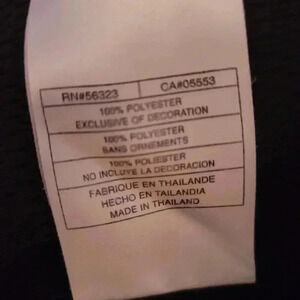 RN#56323 CA#05553
100% POLYESTER
EXCLUSIVE OF DECORATION
100% POLYESTER
SANS ORNEMENTS
100% POLIESTER
NO INCLUYE LA DECORACION
FABRIQUE EN THAILANDE
HECHO EN TAILANDIA
MADE IN THAILAND